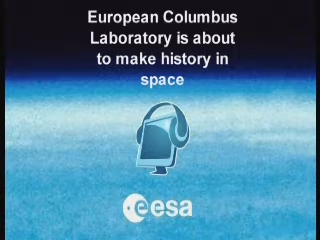 European Columbus
Laboratory is about
to make history in
space
esa